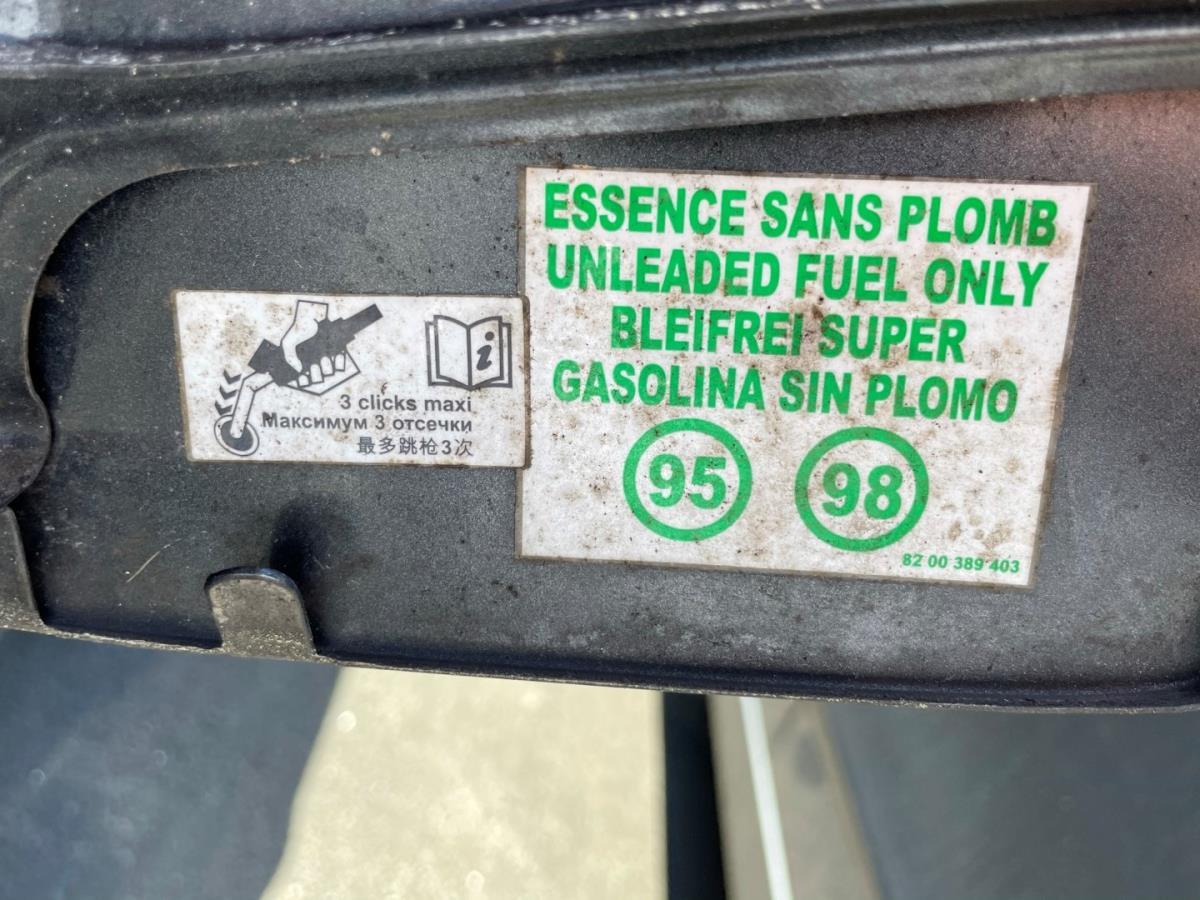 3 clicks maxi
Максимум 3 отсечки
最多跳枪3次
ESSENCE SANS PLOMB
UNLEADED FUEL ONLY
BLEIFREI SUPER
GASOLINA SIN PLOMO
95 98
82 00 389 403